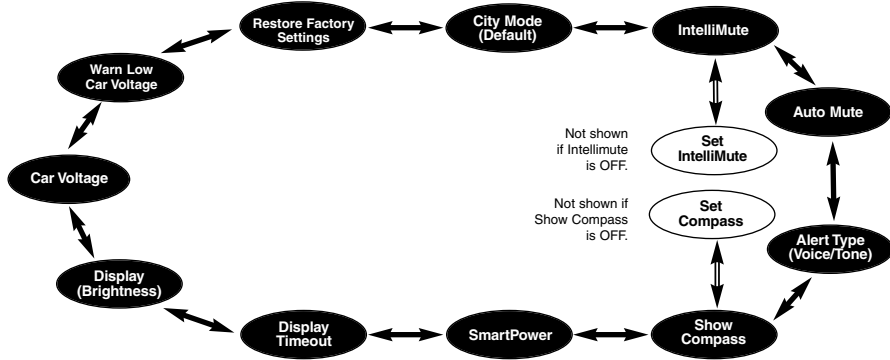 Restore Factory
Settings
City Mode
(Default)
IntelliMute
Warn Low
Car Voltage
Auto Mute
Not shown
if Intellimute
is OFF.
Set
IntelliMute
Car Voltage
Not shown if
Show Compass
is OFF.
Set
Compass
Alert Type
(Voice/Tone)
Display
(Brightness)
Display
Timeout
SmartPower
Show
Compass